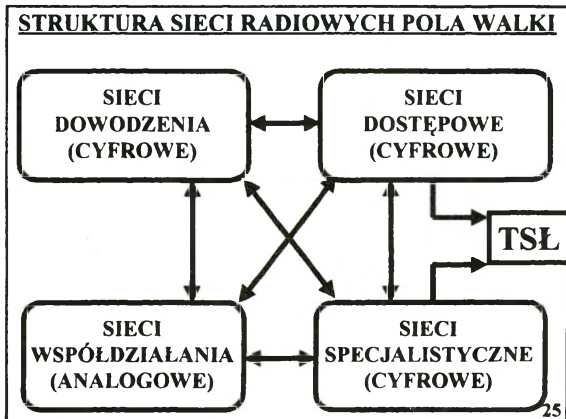 STRUKTURA SIECI RADIOWYCH POLA WALKI
SIECI
DOWODZENIA
(CYFROWE)
SIECI
DOSTĘPOWE
(CYFROWE)
TSŁ
SIECI
WSPÓŁDZIAŁANIA
(ANALOGOWE)
SIECI
SPECJALISTYCZNE
(CYFROWE)
25